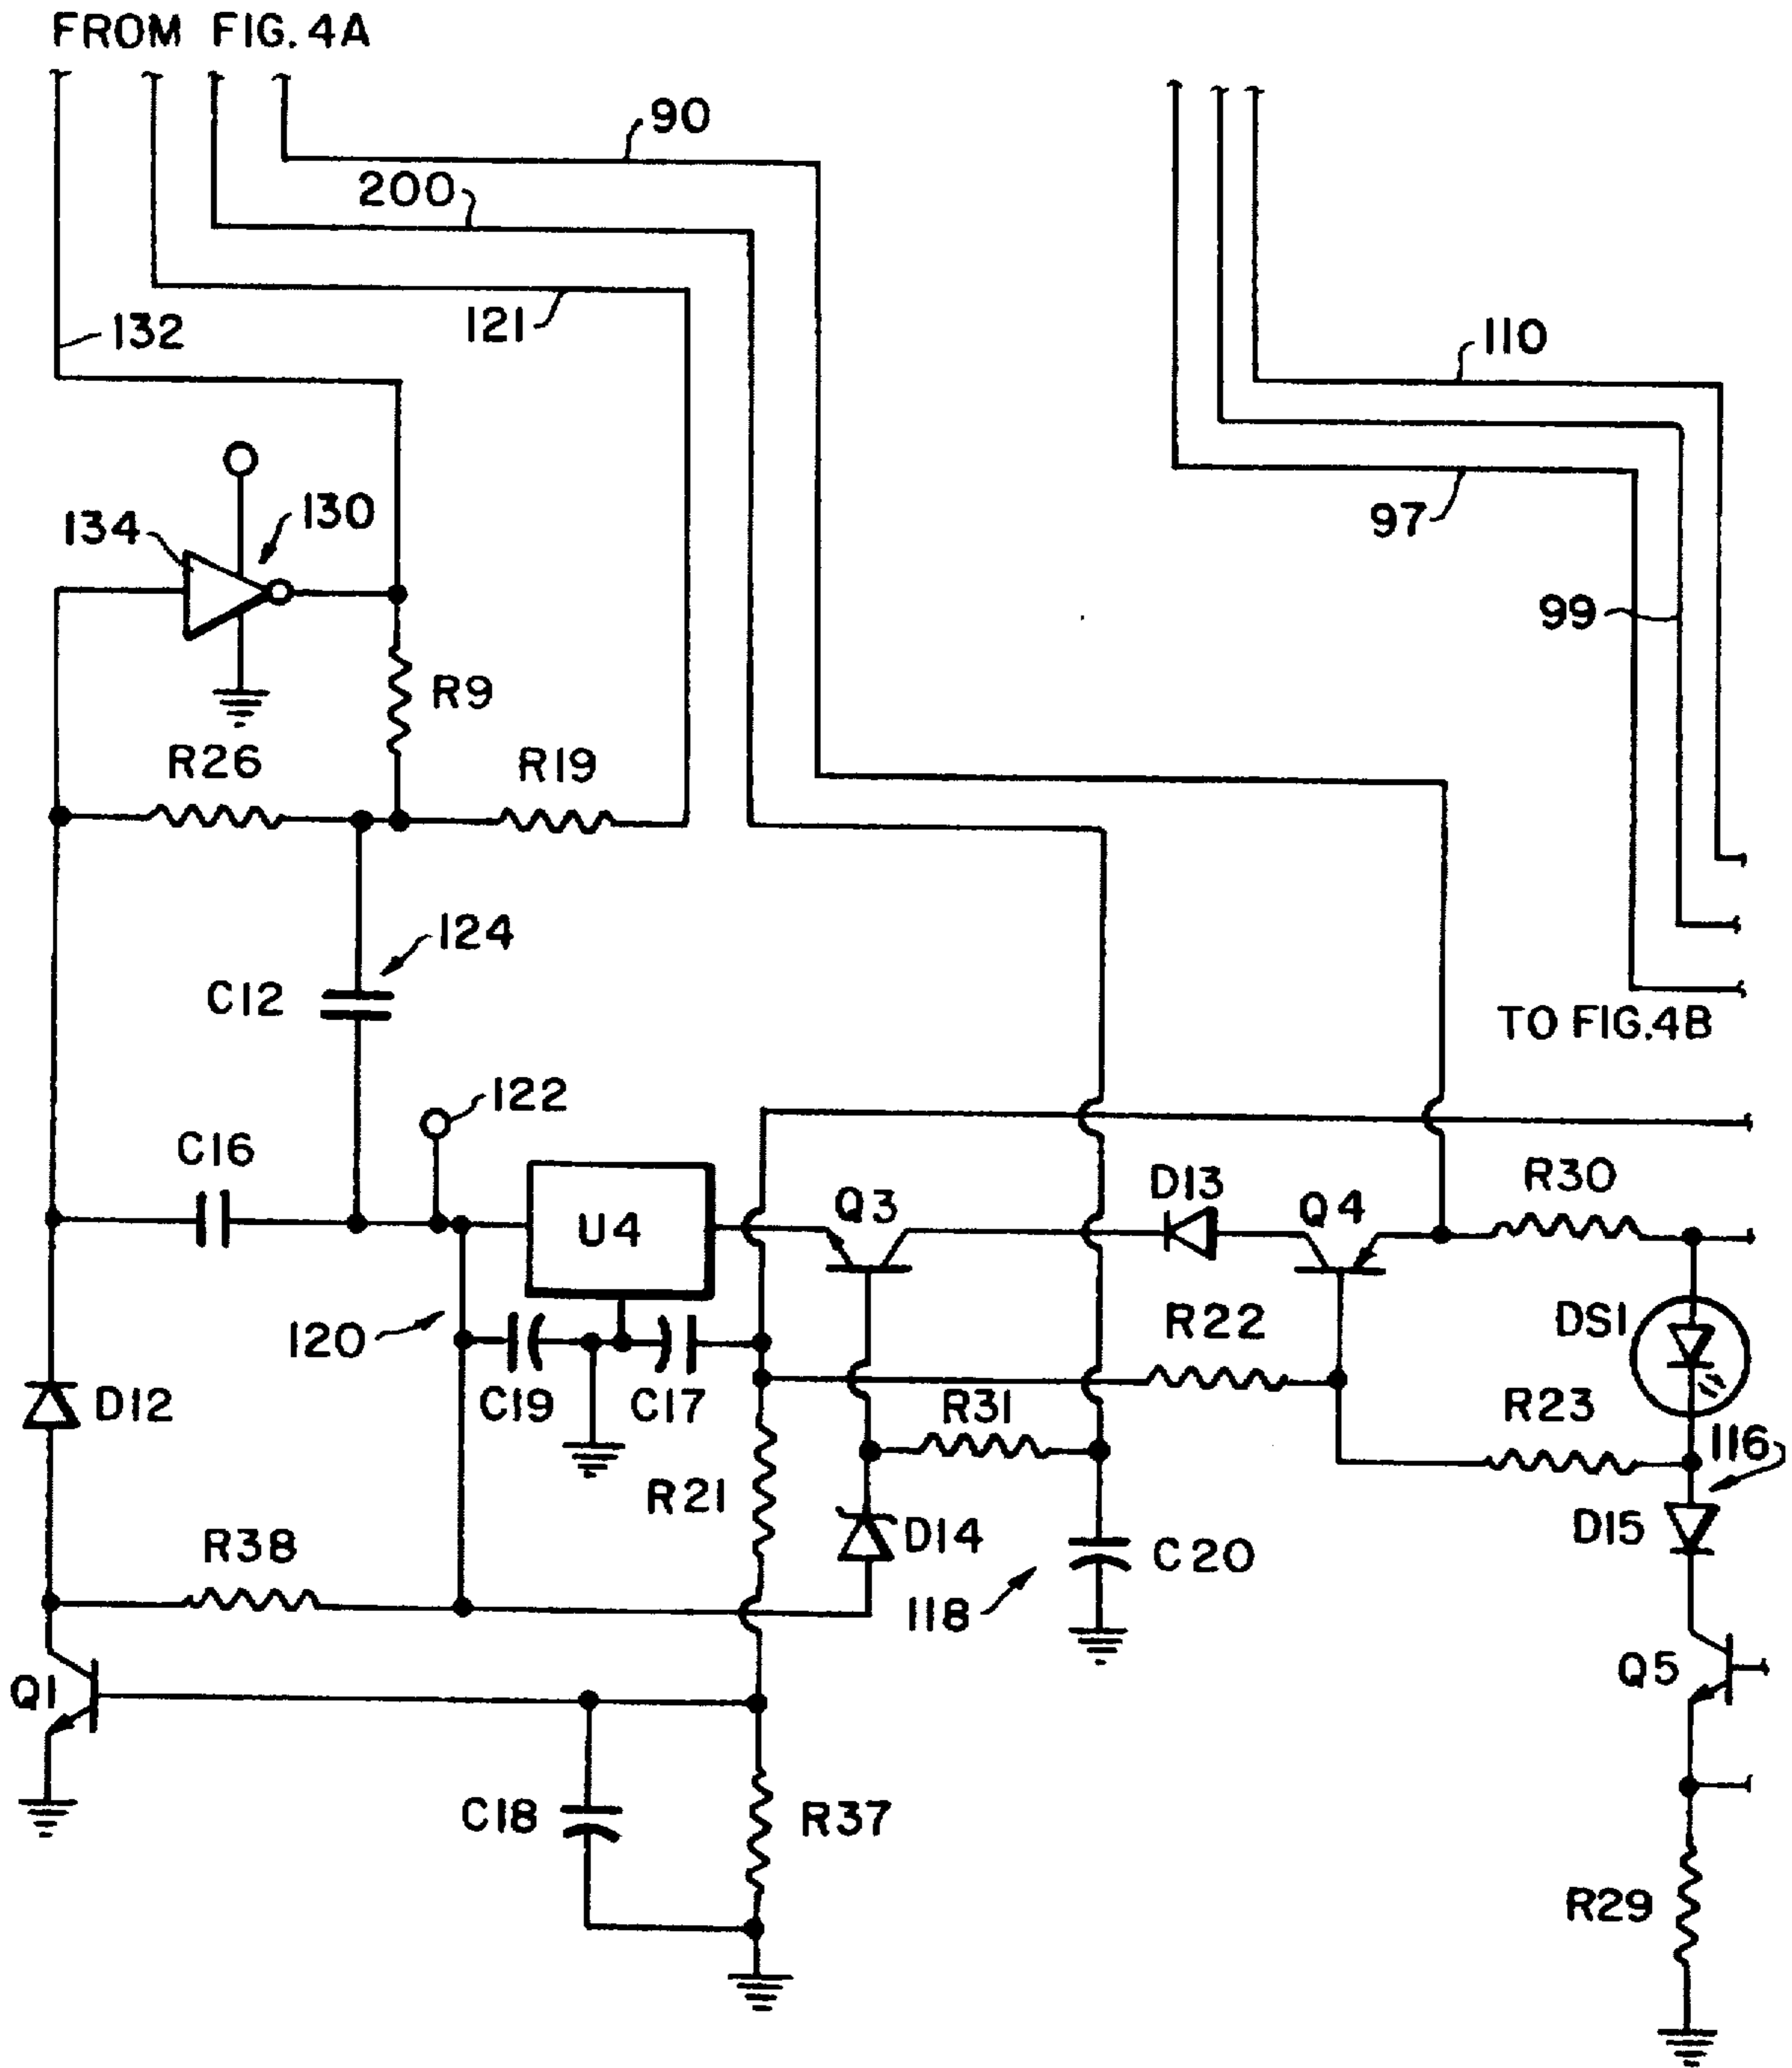 FROM FIG. 4A
90
200
121
132
110
134
130
97
99
R9
R26
R19
124
C12
TO FIG.4B
122
C16
U4
Q3
D13
Q4
R30
120
R22
DS1
D12
C19
C17
R31
R23
116
R21
D14
C20
D15
R38
118
Q1
Q5
C18
R37
R29